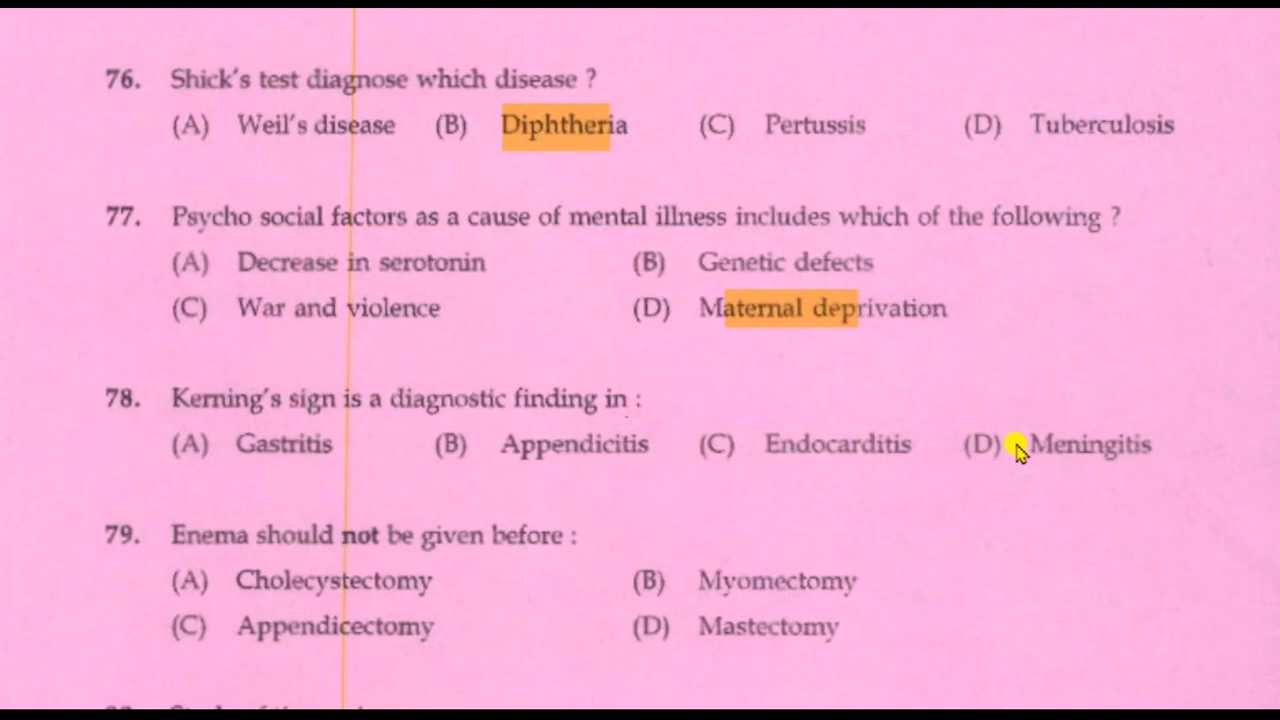 76. Shick's test diagnose which disease ?
(A) Weil's disease (B) Diphtheria (C) Pertussis (D) Tuberculosis
77. Psycho social factors as a cause of mental illness includes which of the following ?
(A) Decrease in serotonin (B) Genetic defects
(C) War and violence (D) Maternal deprivation
78. Kerning's sign is a diagnostic finding in :
(A) Gastritis (B) Appendicitis (C) Endocarditis (D) Meningitis
79. Enema should not be given before :
(A) Cholecystectomy (B) Myomectomy
(C) Appendicectomy (D) Mastectomy